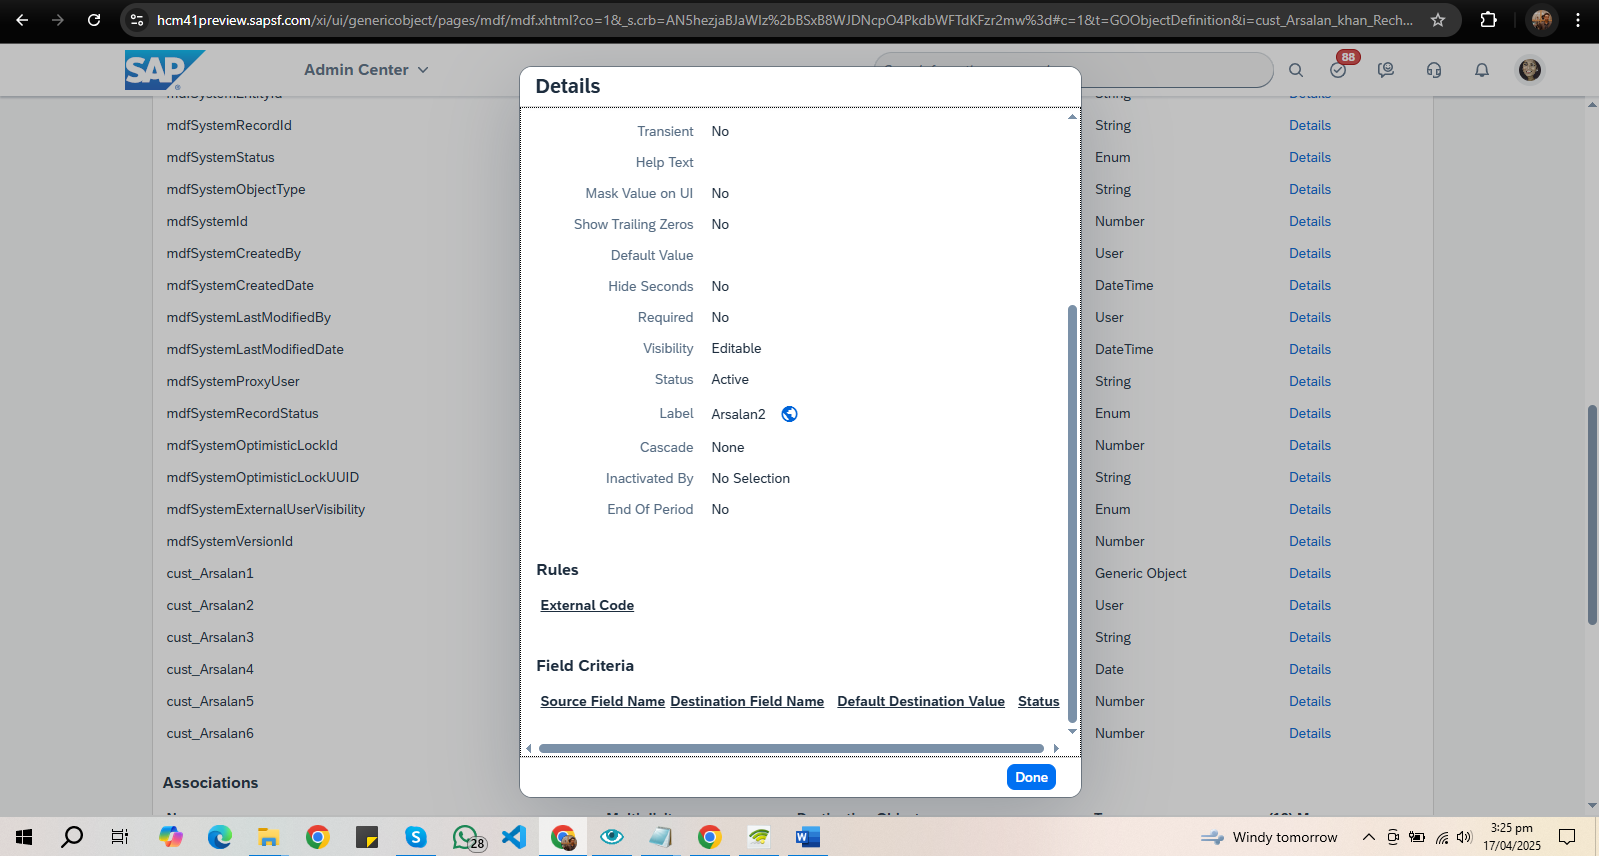 hcm41preview.sapsf.com/xi/ui/genericobject/pages/mdf/mdf.xhtml?co=1&_s.crb=AN5hezjaBJaWIz%2bBSxB8WJDNcpO4PkdbWFTdKFzr2mw%3d#c=1&t=GOObjectDefinition&i=cust_Arsalan_khan_Rech...
SAP
Admin Center
88
Details
mdfSystemEntityId String Details
mdfSystemRecordId String Details
mdfSystemStatus Enum Details
mdfSystemObjectType String Details
mdfSystemId Number Details
mdfSystemCreatedBy User Details
mdfSystemCreatedDate DateTime Details
mdfSystemLastModifiedBy User Details
mdfSystemLastModifiedDate DateTime Details
mdfSystemProxyUser String Details
mdfSystemRecordStatus Enum Details
mdfSystemOptimisticLockId Number Details
mdfSystemOptimisticLockUUID String Details
mdfSystemExternalUserVisibility Enum Details
mdfSystemVersionId Number Details
cust_Arsalan1 Generic Object Details
cust_Arsalan2 User Details
cust_Arsalan3 String Details
cust_Arsalan4 Date Details
cust_Arsalan5 Number Details
cust_Arsalan6 Number Details
Associations
Transient No
Help Text
Mask Value on UI No
Show Trailing Zeros No
Default Value
Hide Seconds No
Required No
Visibility Editable
Status Active
Label Arsalan2
Cascade None
Inactivated By No Selection
End Of Period No
Rules
External Code
Field Criteria
Source Field Name Destination Field Name Default Destination Value Status
Done
28
Windy tomorrow
3:25 pm
17/04/2025